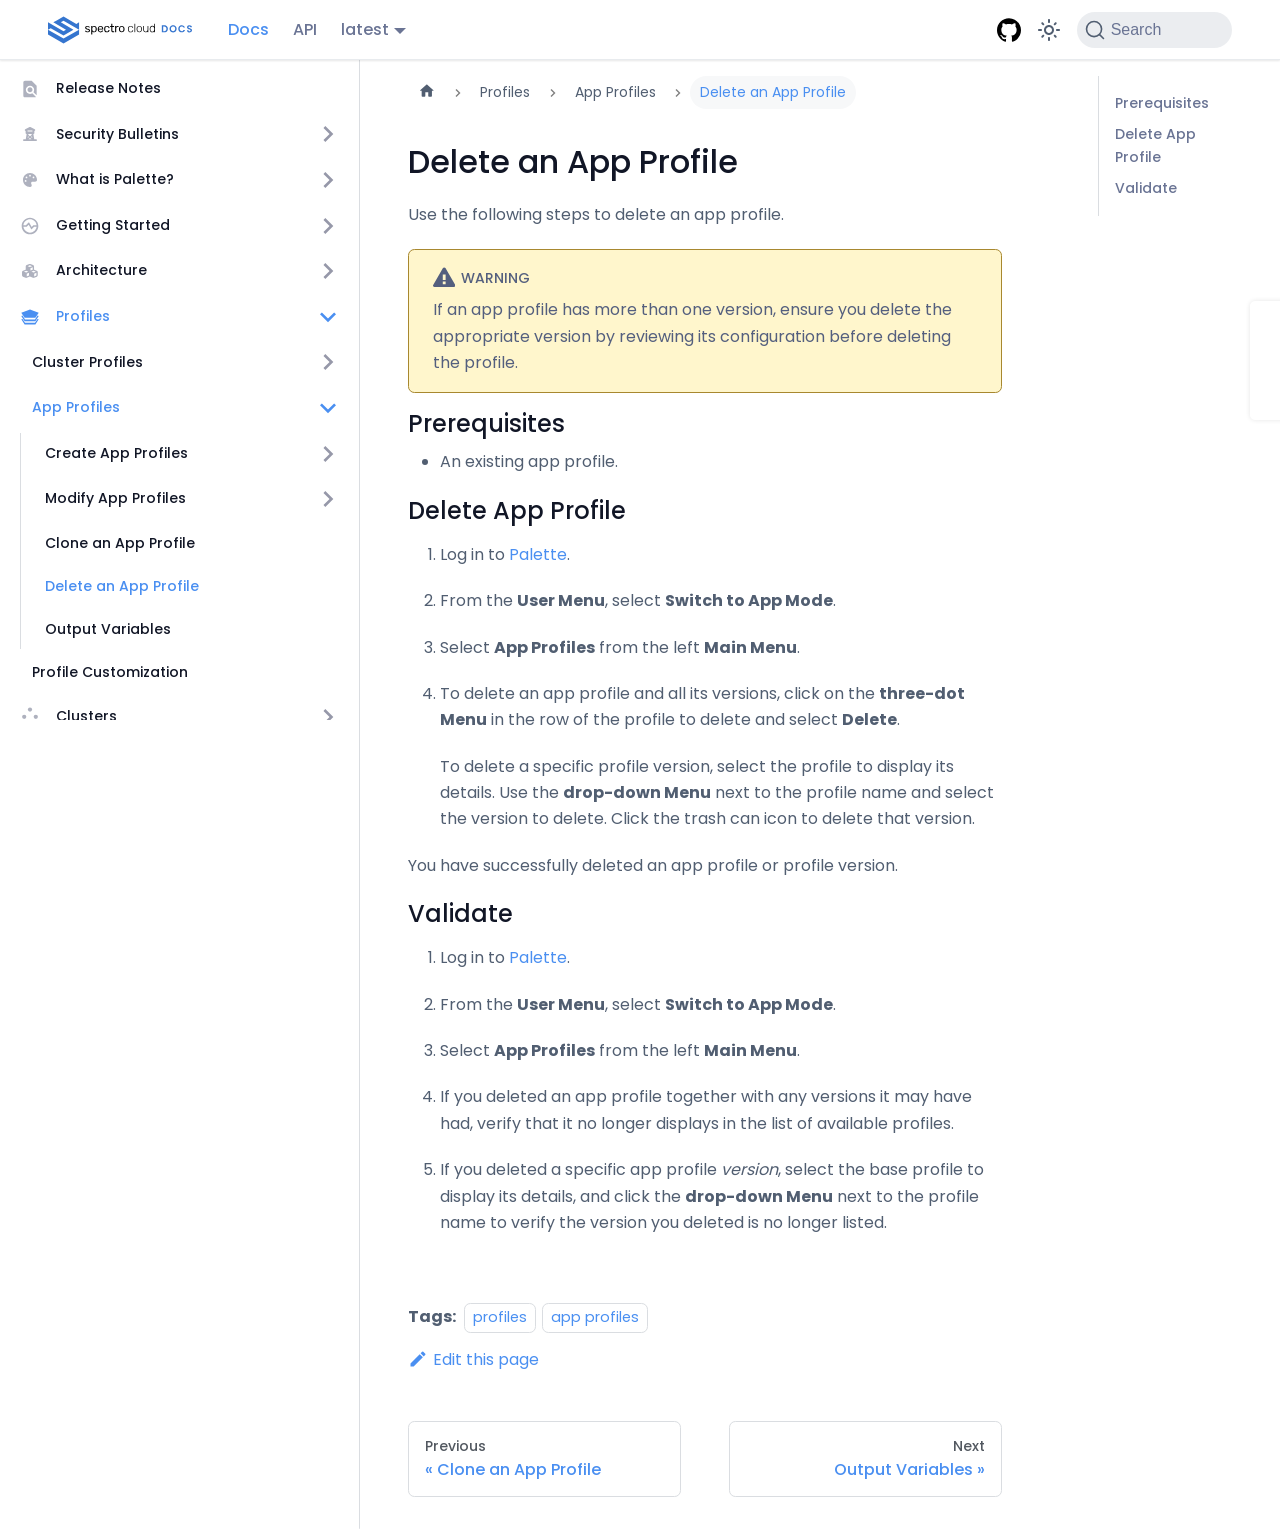 spectro cloud DOCS
Docs
API
latest
Search
Release Notes
Security Bulletins
What is Palette?
Getting Started
Architecture
Profiles
Cluster Profiles
App Profiles
Create App Profiles
Modify App Profiles
Clone an App Profile
Delete an App Profile
Output Variables
Profile Customization
Clusters
Profiles
App Profiles
Delete an App Profile
Delete an App Profile
Use the following steps to delete an app profile.
WARNING
If an app profile has more than one version, ensure you delete the
appropriate version by reviewing its configuration before deleting
the profile.
Prerequisites
• An existing app profile.
Delete App Profile
1. Log in to Palette.
2. From the User Menu, select Switch to App Mode.
3. Select App Profiles from the left Main Menu.
4. To delete an app profile and all its versions, click on the three-dot
Menu in the row of the profile to delete and select Delete.
To delete a specific profile version, select the profile to display its
details. Use the drop-down Menu next to the profile name and select
the version to delete. Click the trash can icon to delete that version.
You have successfully deleted an app profile or profile version.
Validate
1. Log in to Palette.
2. From the User Menu, select Switch to App Mode.
3. Select App Profiles from the left Main Menu.
4. If you deleted an app profile together with any versions it may have
had, verify that it no longer displays in the list of available profiles.
5. If you deleted a specific app profile version, select the base profile to
display its details, and click the drop-down Menu next to the profile
name to verify the version you deleted is no longer listed.
Tags: profiles app profiles
Edit this page
Previous
« Clone an App Profile
Next
Output Variables »
Prerequisites
Delete App
Profile
Validate